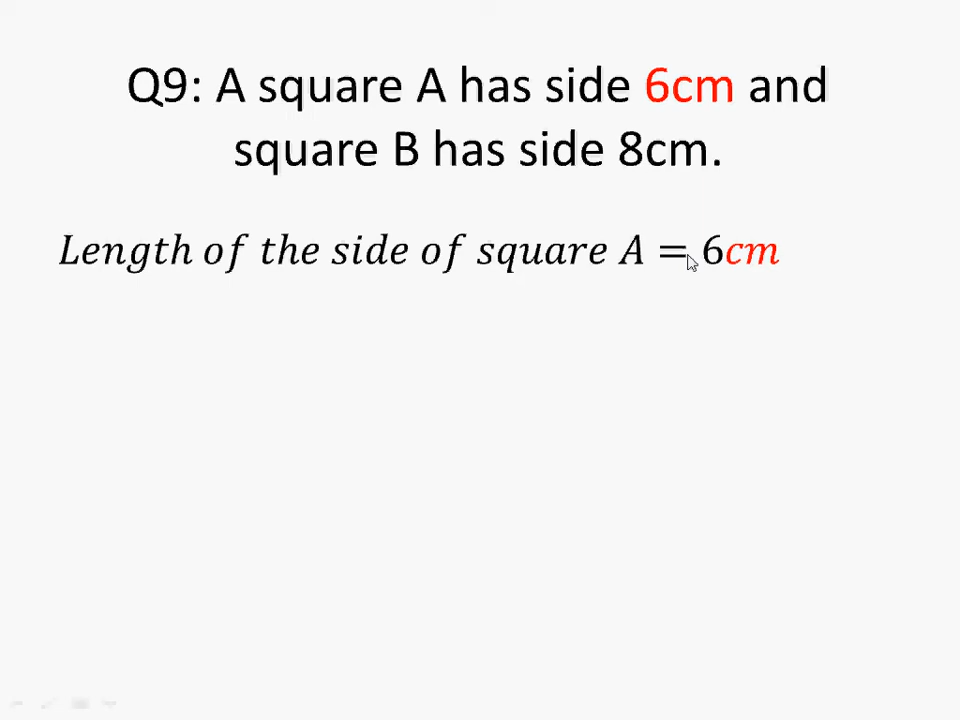 Q9: A square A has side 6cm and
square B has side 8cm.
Length of the side of square A = 6cm